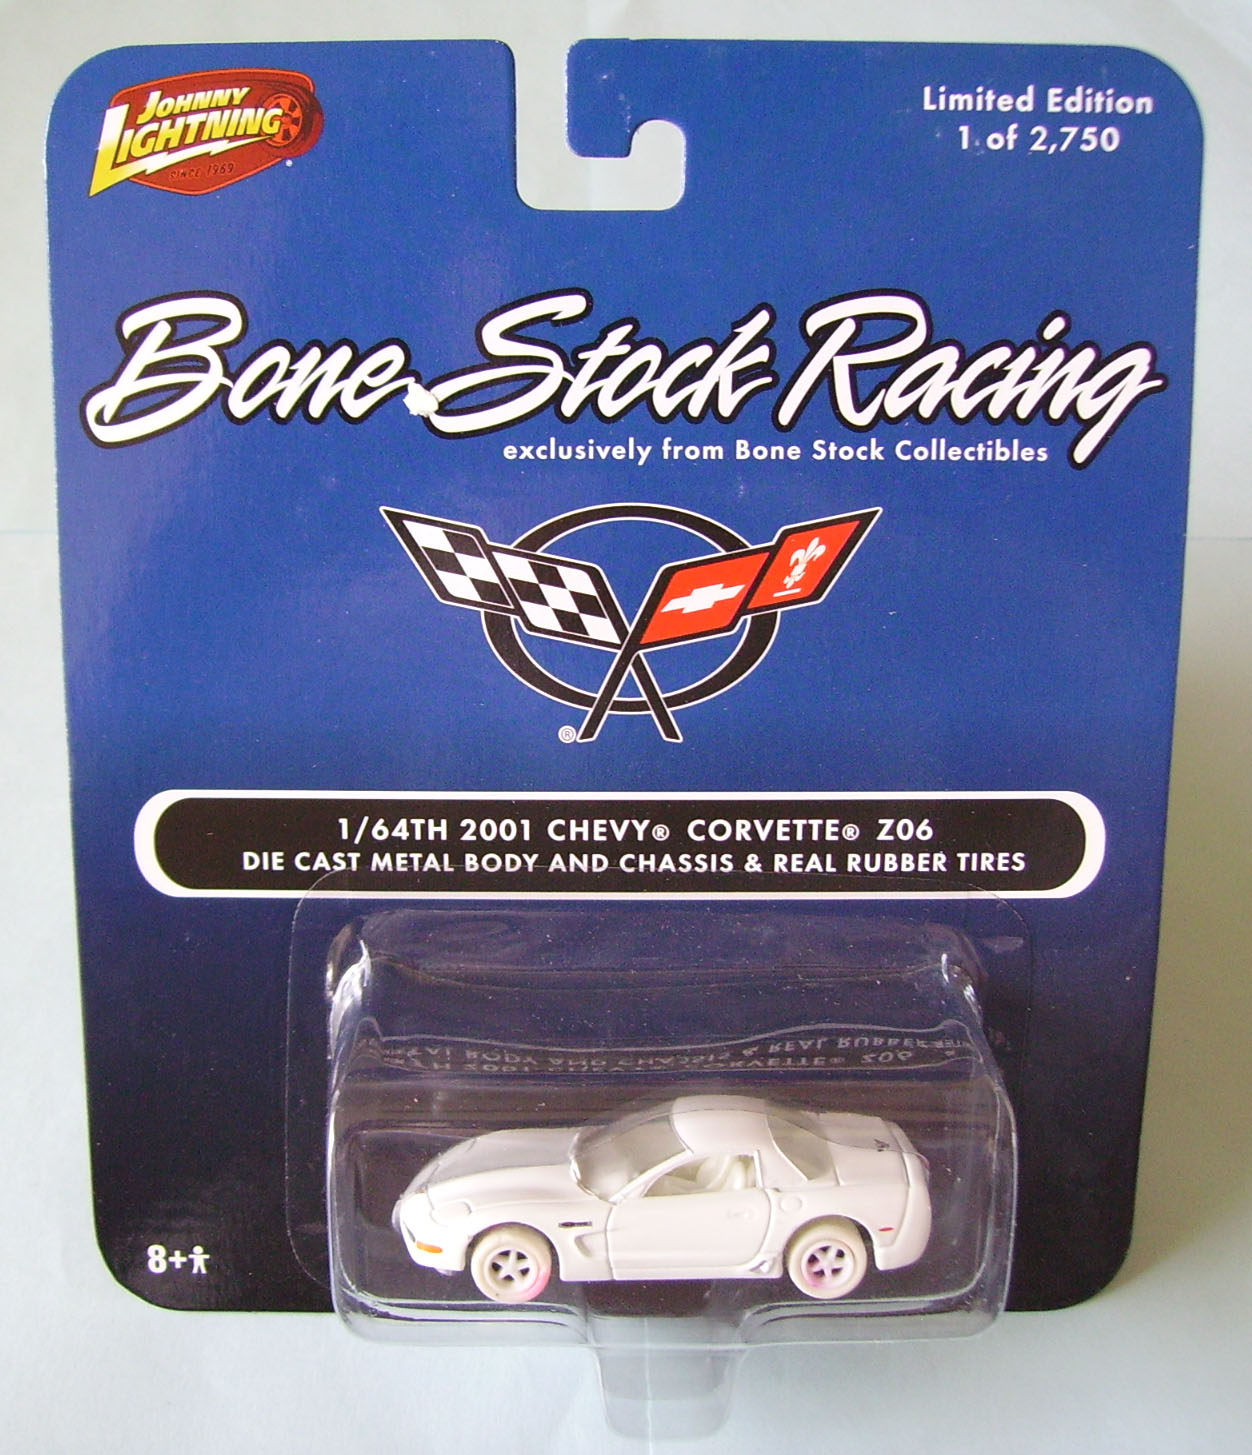 JOHNNY
LIGHTNING
SINCE 1969
Limited Edition
1 of 2,750
Bone Stock Racing
exclusively from Bone Stock Collectibles
®
1/64TH 2001 CHEVY® CORVETTE® Z06
DIE CAST METAL BODY AND CHASSIS & REAL RUBBER TIRES
8+